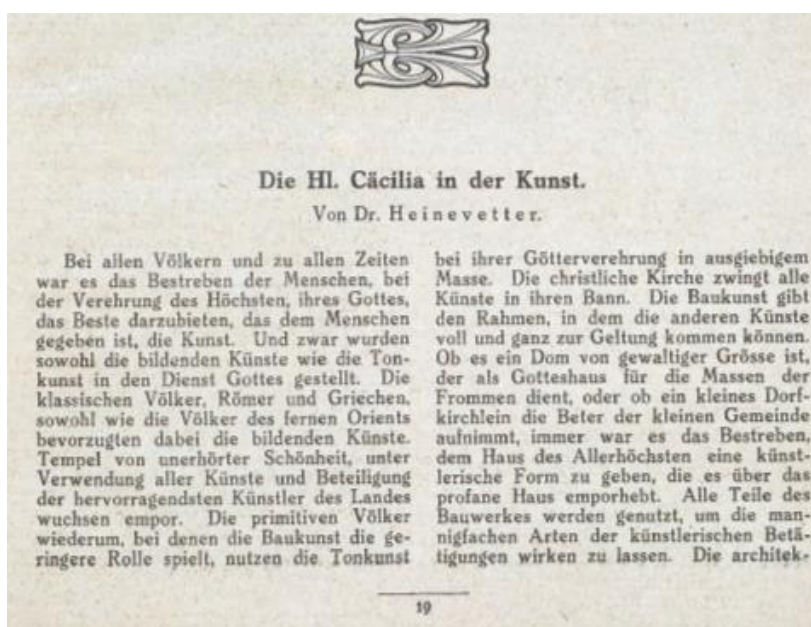 Die Hl. Cäcilia in der Kunst.
Von Dr. Heinevetter.
Bei allen Völkern und zu allen Zeiten
war es das Bestreben der Menschen, bei
der Verehrung des Höchsten, ihres Gottes,
das Beste darzubieten, das dem Menschen
gegeben ist, die Kunst. Und zwar wurden
sowohl die bildenden Künste wie die Ton-
kunst in den Dienst Gottes gestellt. Die
klassischen Völker, Römer und Griechen,
sowohl wie die Völker des fernen Orients
bevorzugten dabei die bildenden Künste.
Tempel von unerhörter Schönheit, unter
Verwendung aller Künste und Beteiligung
der hervorragendsten Künstler des Landes
wuchsen empor. Die primitiven Völker
wiederum, bei denen die Baukunst die ge-
ringere Rolle spielt, nutzen die Tonkunst
bei ihrer Götterverehrung in ausgiebigem
Masse. Die christliche Kirche zwingt alle
Künste in ihren Bann. Die Baukunst gibt
den Rahmen, in dem die anderen Künste
voll und ganz zur Geltung kommen können.
Ob es ein Dom von gewaltiger Grösse ist,
der als Gotteshaus für die Massen der
Frommen dient, oder ob ein kleines Dorf-
kirchlein die Beter der kleinen Gemeinde
aufnimmt, immer war es das Bestreben,
dem Haus des Allerhöchsten eine künst-
lerische Form zu geben, die es über das
profane Haus emporhebt. Alle Teile des
Bauwerkes werden genutzt, um die man-
nigfachen Arten der künstlerischen Betä-
tigungen wirken zu lassen. Die architek-
19